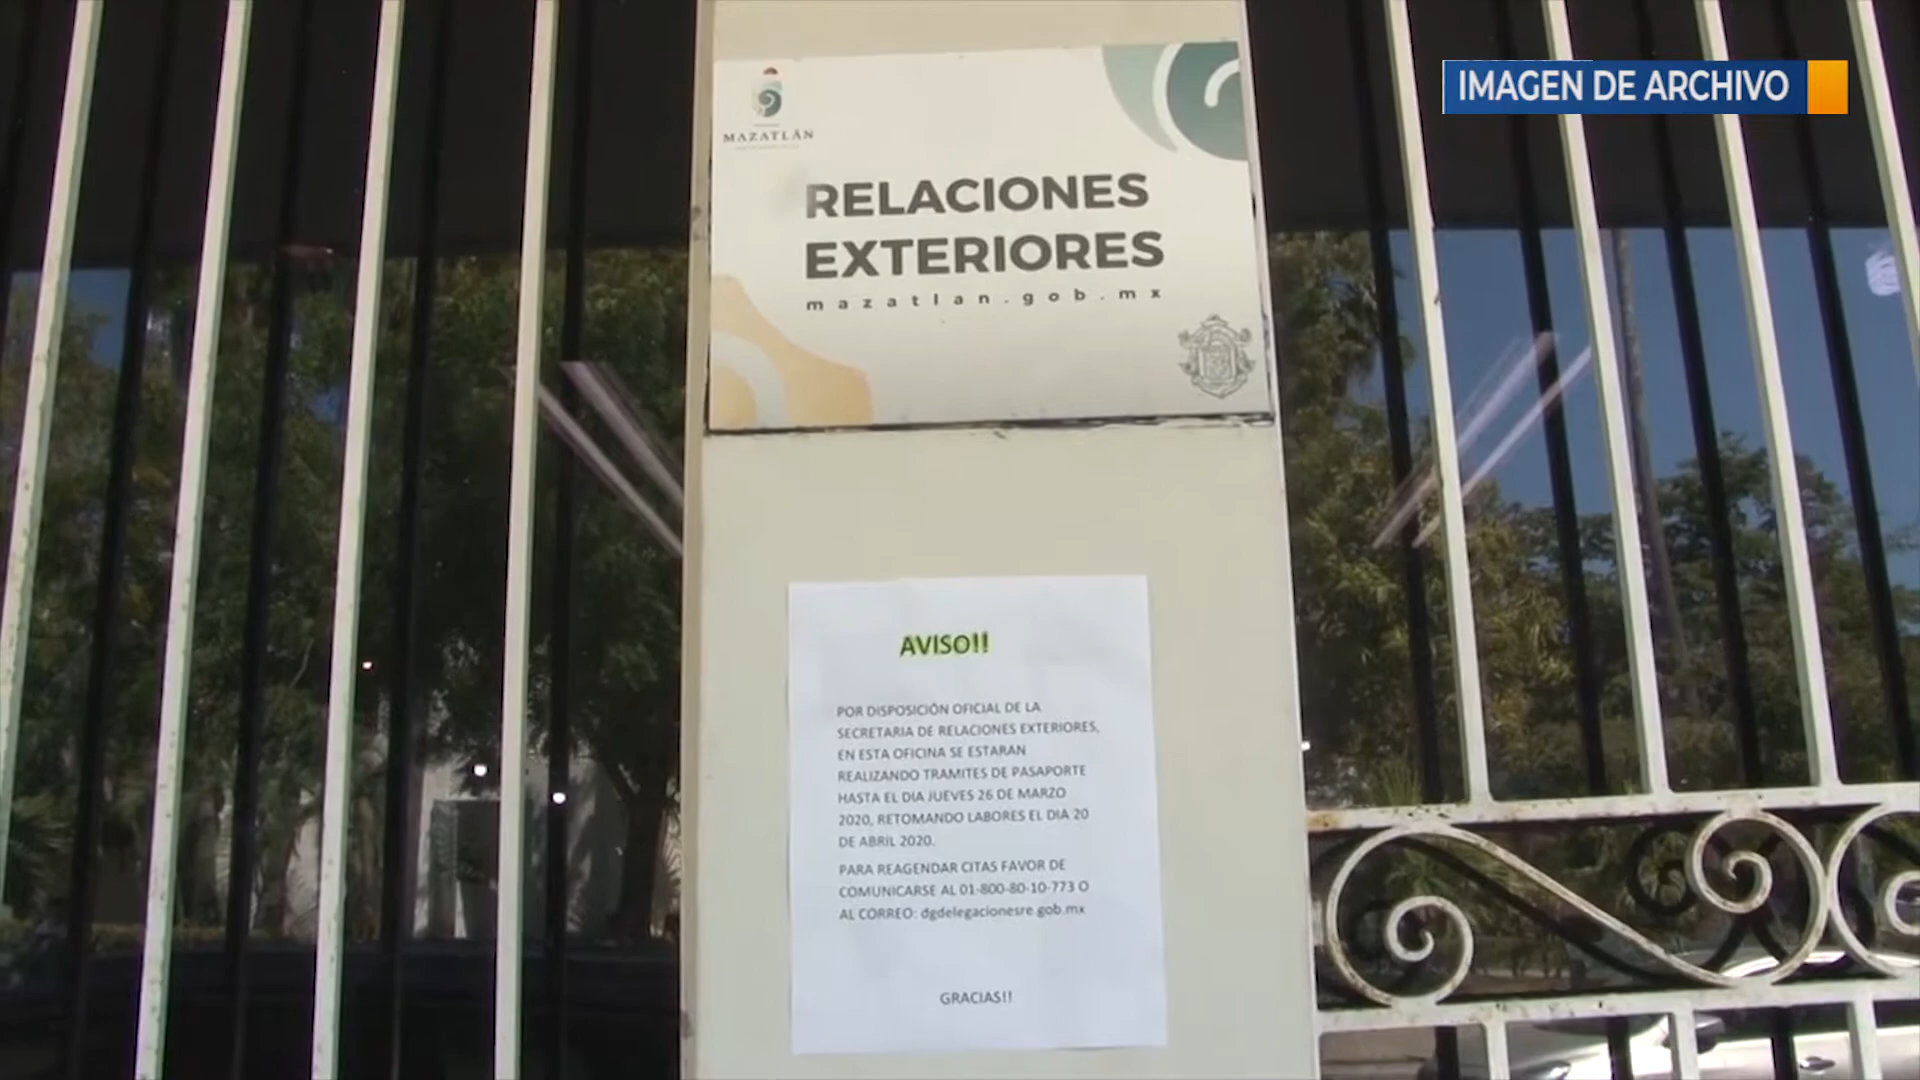 IMAGEN DE ARCHIVO
MAZATLÁN
RELACIONES
EXTERIORES
mazatlan.gob.mx
AVISO!!
POR DISPOSICIÓN OFICIAL DE LA
SECRETARIA DE RELACIONES EXTERIORES,
EN ESTA OFICINA SE ESTARAN
REALIZANDO TRAMITES DE PASAPORTE
HASTA EL DIA JUEVES 26 DE MARZO
2020, RETOMANDO LABORES EL DIA 20
DE ABRIL 2020.
PARA REAGENDAR CITAS FAVOR DE
COMUNICARSE AL 01-800-80-10-773 O
AL CORREO: dgdelegacionesre.gob.mx
GRACIAS!!